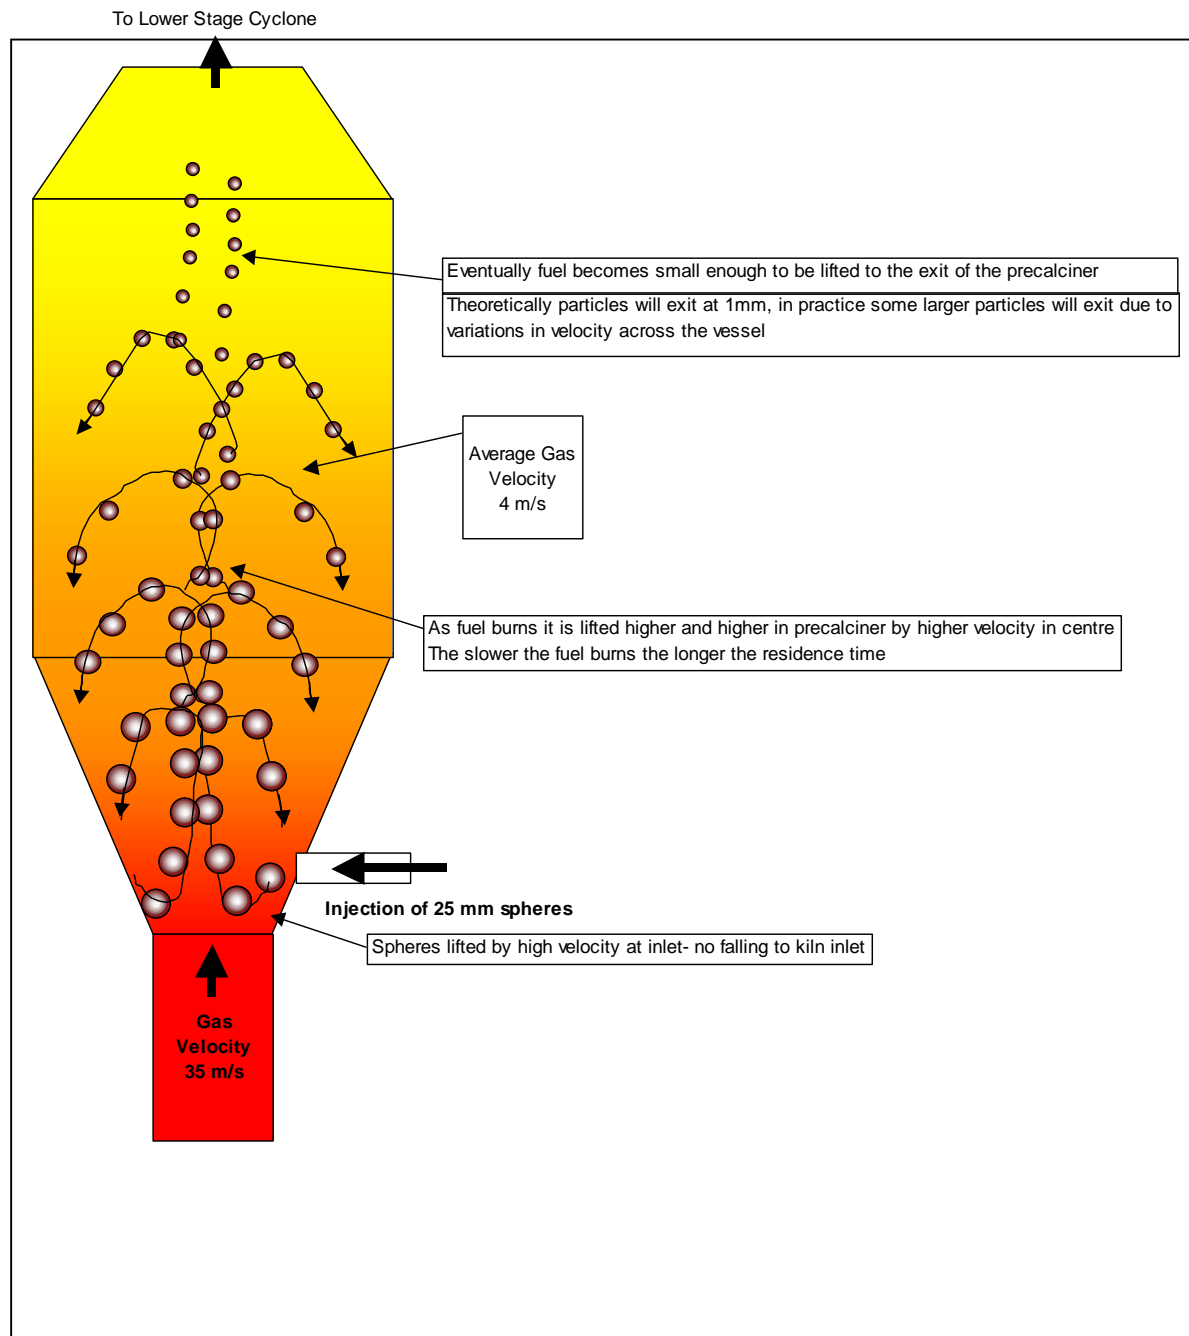 To Lower Stage Cyclone
Eventually fuel becomes small enough to be lifted to the exit of the precalciner
Theoretically particles will exit at 1mm, in practice some larger particles will exit due to
variations in velocity across the vessel
Average Gas
Velocity
4 m/s
As fuel burns it is lifted higher and higher in precalciner by higher velocity in centre
The slower the fuel burns the longer the residence time
Injection of 25 mm spheres
Spheres lifted by high velocity at inlet- no falling to kiln inlet
Gas
Velocity
35 m/s